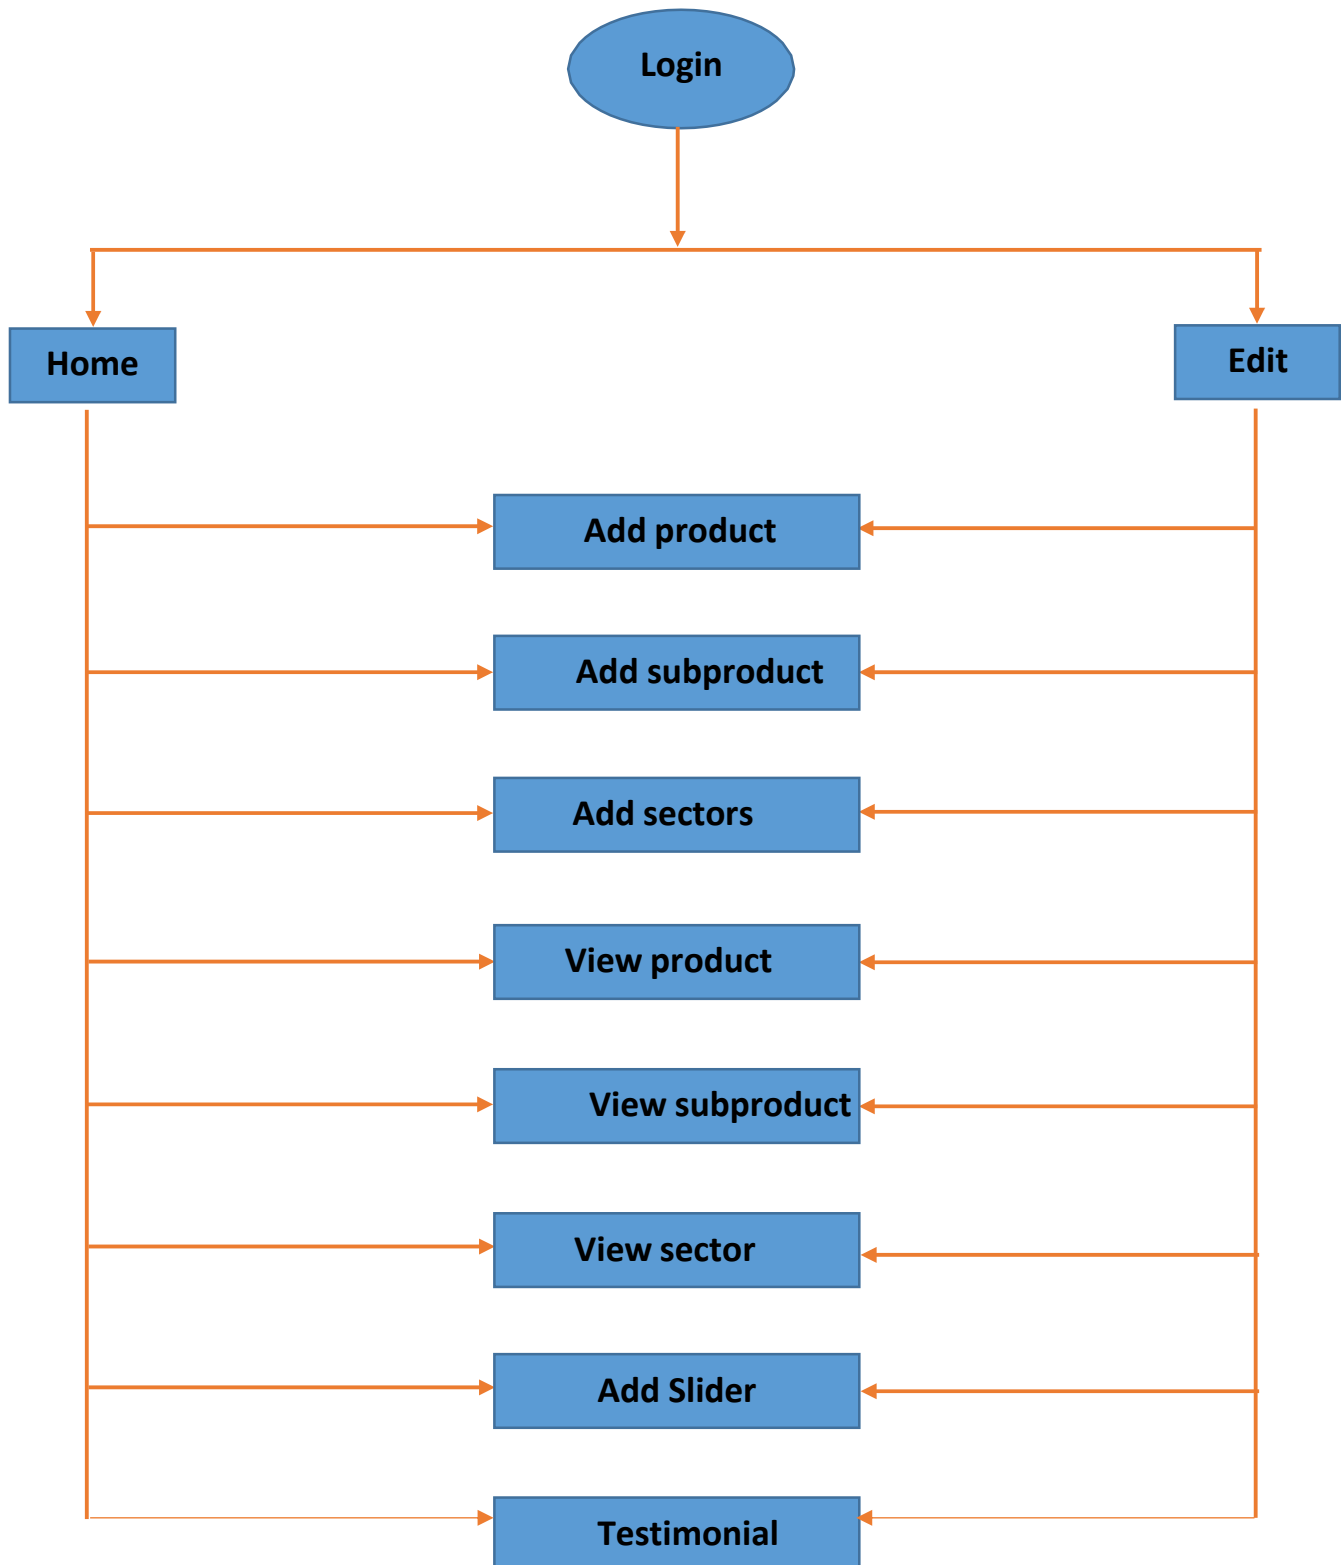 Login
Home
Edit
Add product
Add subproduct
Add sectors
View product
View subproduct
View sector
Add Slider
Testimonial